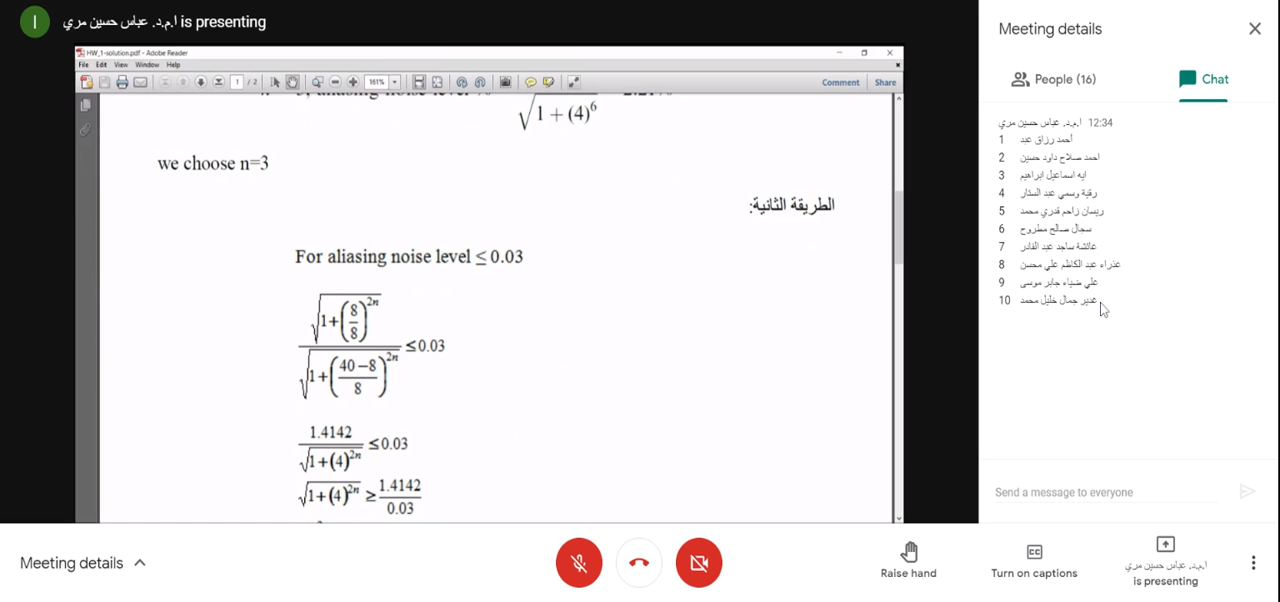 ا.م.د. عباس حسين مري is presenting
HW_1-solution.pdf - Adobe Reader
File Edit View Window Help
1 / 2 161% Comment Share
√1 + (4)^6
we choose n=3
الطريقة الثانية:
For aliasing noise level ≤ 0.03
√1+(8/8)^2n / √1+((40−8)/8)^2n ≤0.03
1.4142 / √1+(4)^2n ≤0.03
√1+(4)^2n ≥ 1.4142 / 0.03
Meeting details
People (16) Chat
ا.م.د. عباس حسين مري 12:34
1 أحمد رزاق عبد
2 احمد صلاح داود حسين
3 ايه اسماعيل ابراهيم
4 رقية وسمي عبد الستار
5 ريسان زاحم قدري محمد
6 سجال صالح مطروح
7 عائشة ساجد عبد القادر
8 عذراء عبد الكاظم علي محسن
9 علي ضياء جابر موسى
10 غدير جمال خليل محمد
Send a message to everyone
Meeting details
Raise hand
Turn on captions
ا.م.د. عباس حسين مري
is presenting